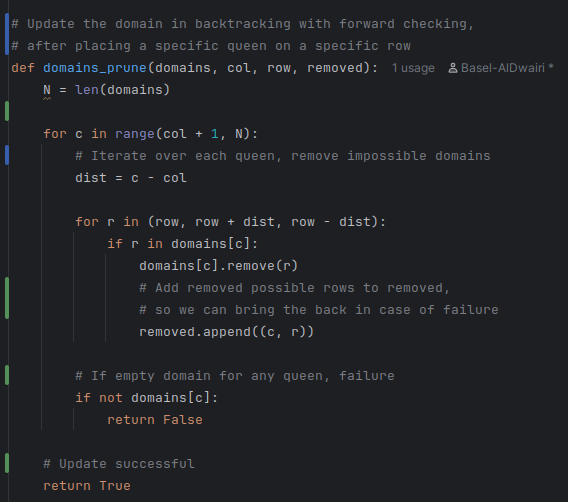 # Update the domain in backtracking with forward checking,
# after placing a specific queen on a specific row
def domains_prune(domains, col, row, removed): 1 usage Basel-AlDwairi *
    N = len(domains)

    for c in range(col + 1, N):
        # Iterate over each queen, remove impossible domains
        dist = c - col

        for r in (row, row + dist, row - dist):
            if r in domains[c]:
                domains[c].remove(r)
                # Add removed possible rows to removed,
                # so we can bring the back in case of failure
                removed.append((c, r))

        # If empty domain for any queen, failure
        if not domains[c]:
            return False

    # Update successful
    return True